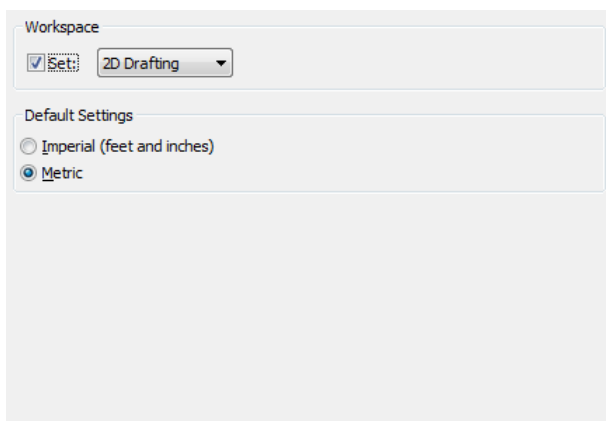 Workspace
Set: 2D Drafting
Default Settings
Imperial (feet and inches)
Metric